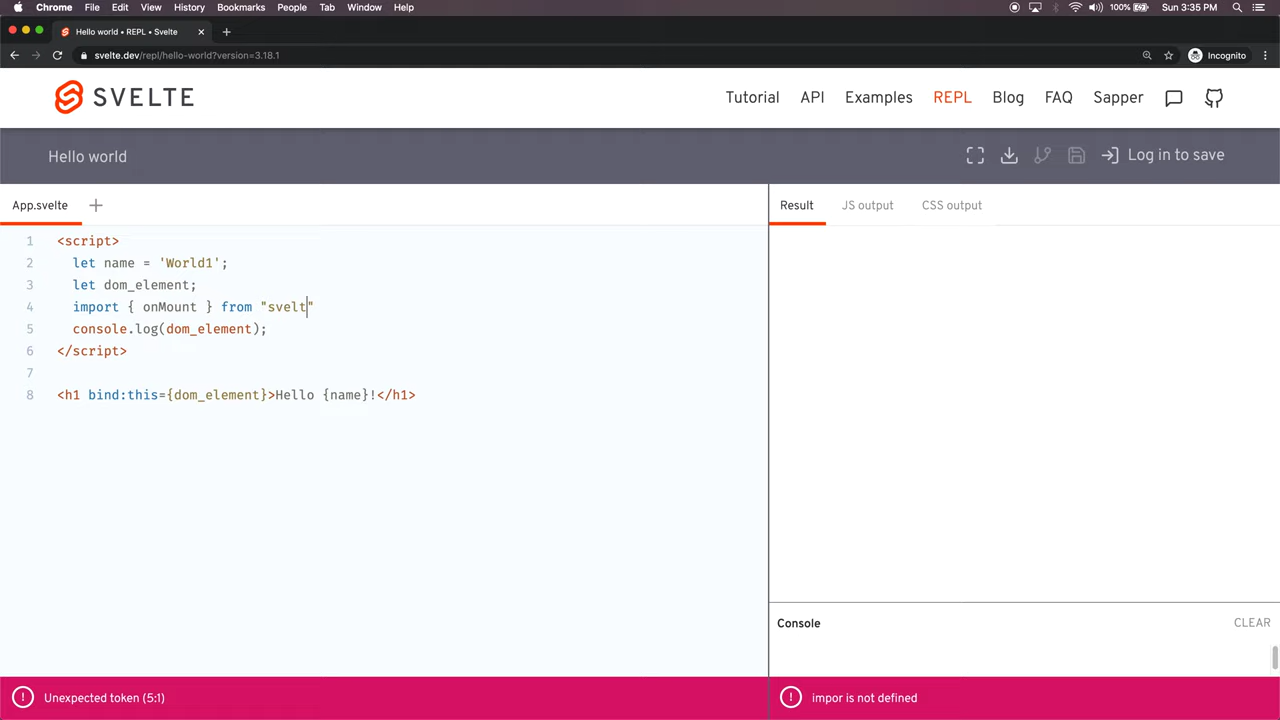 Chrome File Edit View History Bookmarks People Tab Window Help 100% Sun 3:35 PM
Hello world • REPL • Svelte
svelte.dev/repl/hello-world?version=3.18.1 Incognito
SVELTE Tutorial API Examples REPL Blog FAQ Sapper
Hello world Log in to save
App.svelte Result JS output CSS output
1 <script>
2 let name = 'World1';
3 let dom_element;
4 import { onMount } from "svelt"
5 console.log(dom_element);
6 </script>
7
8 <h1 bind:this={dom_element}>Hello {name}!</h1>
Console CLEAR
Unexpected token (5:1) impor is not defined